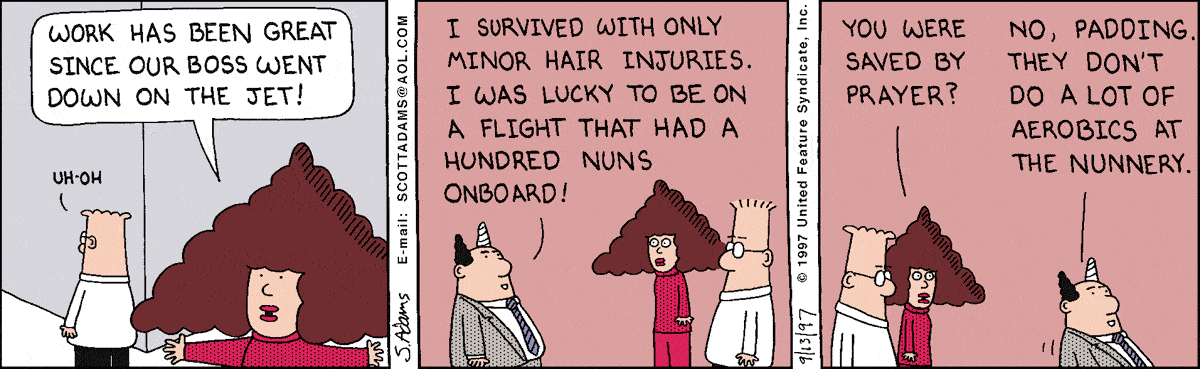 WORK HAS BEEN GREAT
SINCE OUR BOSS WENT
DOWN ON THE JET!
UH-OH
S. Adams
E-mail: SCOTTADAMS@AOL.COM
I SURVIVED WITH ONLY
MINOR HAIR INJURIES.
I WAS LUCKY TO BE ON
A FLIGHT THAT HAD A
HUNDRED NUNS
ONBOARD!
9/13/97
© 1997 United Feature Syndicate, Inc.
YOU WERE
SAVED BY
PRAYER?
NO, PADDING.
THEY DON'T
DO A LOT OF
AEROBICS AT
THE NUNNERY.